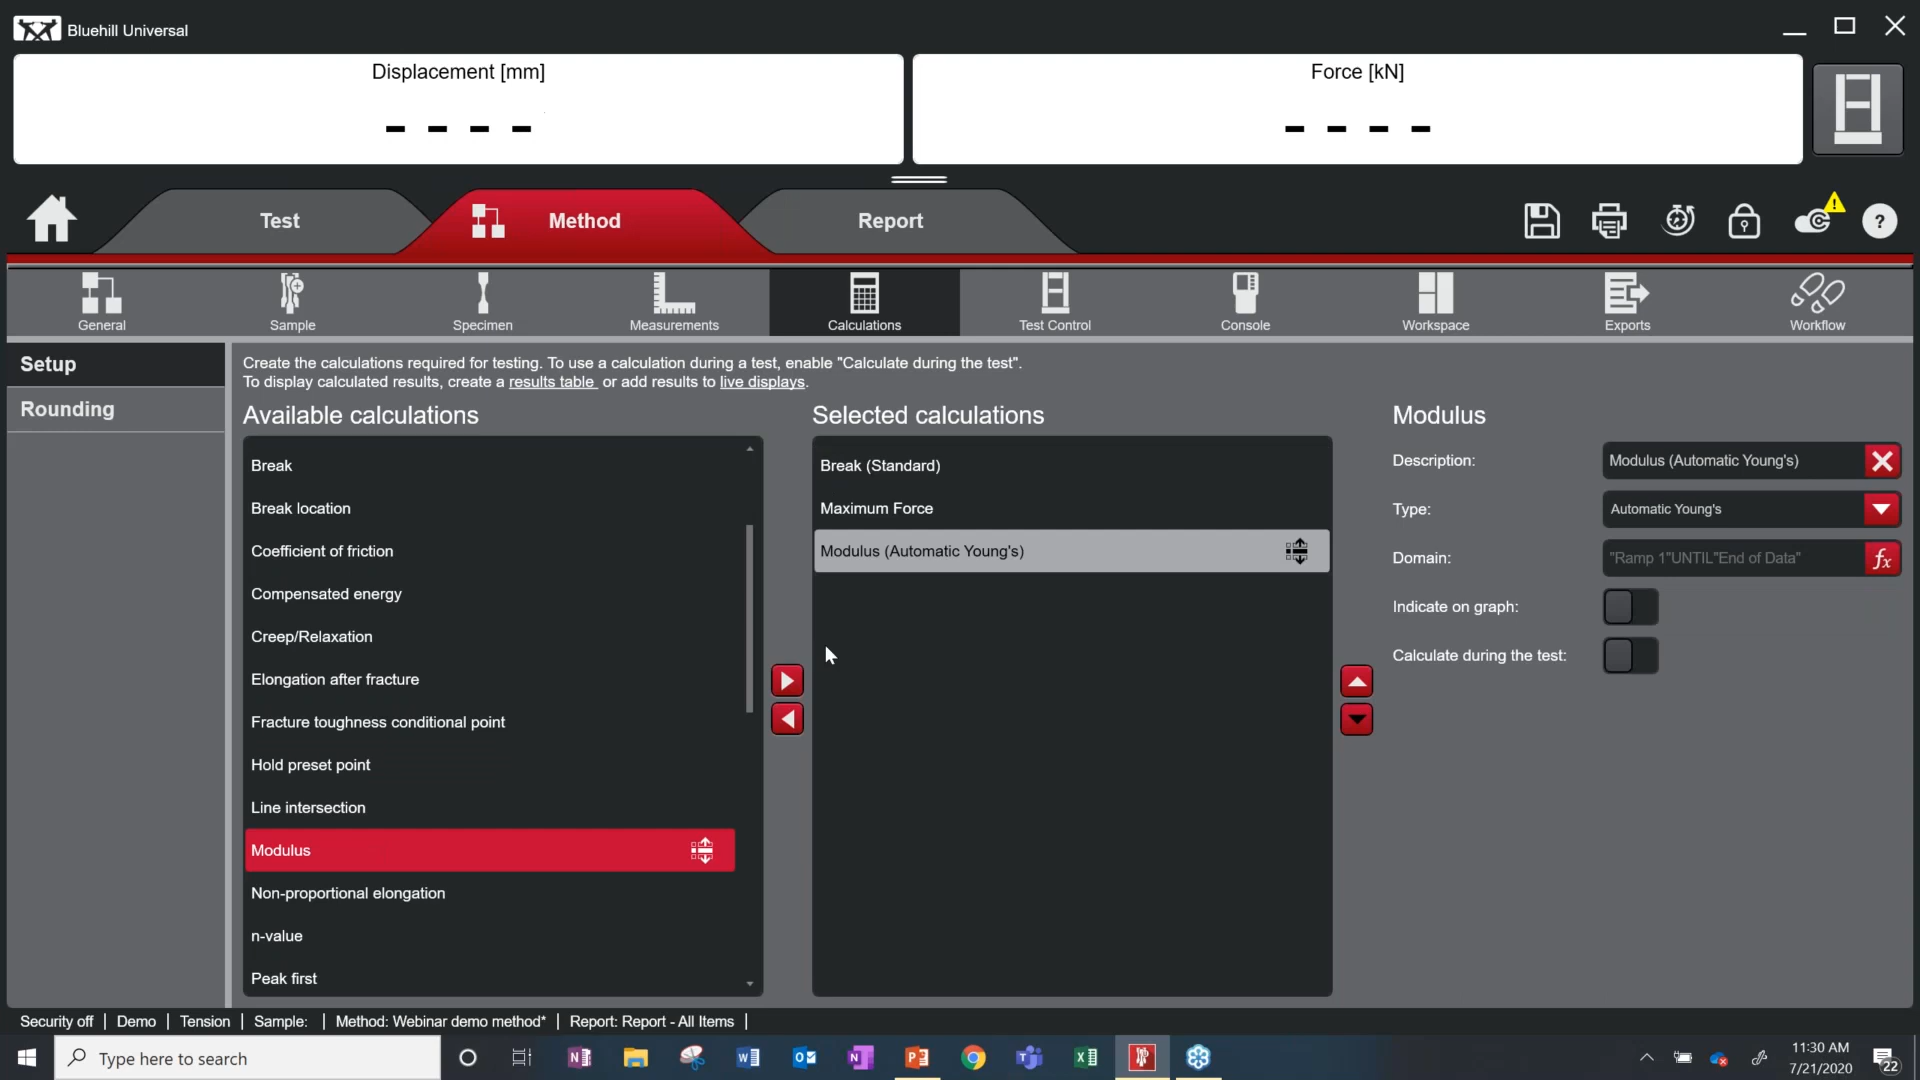 Bluehill Universal
Displacement [mm]
Force [kN]
- - - -
- - - -
Test
Method
Report
?
General
Sample
Specimen
Measurements
Calculations
Test Control
Console
Workspace
Exports
Workflow
Setup
Rounding
Create the calculations required for testing. To use a calculation during a test, enable "Calculate during the test".
To display calculated results, create a results table or add results to live displays.
Available calculations
Break
Break location
Coefficient of friction
Compensated energy
Creep/Relaxation
Elongation after fracture
Fracture toughness conditional point
Hold preset point
Line intersection
Modulus
Non-proportional elongation
n-value
Peak first
Selected calculations
Break (Standard)
Maximum Force
Modulus (Automatic Young's)
Modulus
Description: Modulus (Automatic Young's)
Type: Automatic Young's
Domain: "Ramp 1"UNTIL"End of Data" fx
Indicate on graph:
Calculate during the test:
Security off | Demo | Tension | Sample: | Method: Webinar demo method* | Report: Report - All Items |
Type here to search
11:30 AM
7/21/2020
22